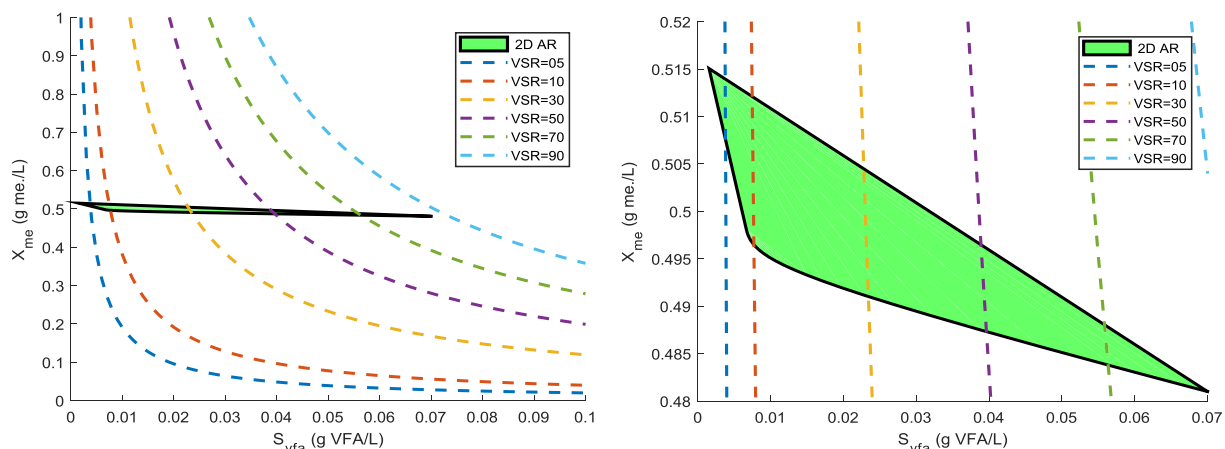 1
0.9
0.8
0.7
0.6
0.5
0.4
0.3
0.2
0.1
0
X_me (g me./L)
0 0.01 0.02 0.03 0.04 0.05 0.06 0.07 0.08 0.09 0.1
S_vfa (g VFA/L)
2D AR
VSR=05
VSR=10
VSR=30
VSR=50
VSR=70
VSR=90
0.52
0.515
0.51
0.505
0.5
0.495
0.49
0.485
0.48
X_me (g me./L)
0 0.01 0.02 0.03 0.04 0.05 0.06 0.07
S_vfa (g VFA/L)
2D AR
VSR=05
VSR=10
VSR=30
VSR=50
VSR=70
VSR=90